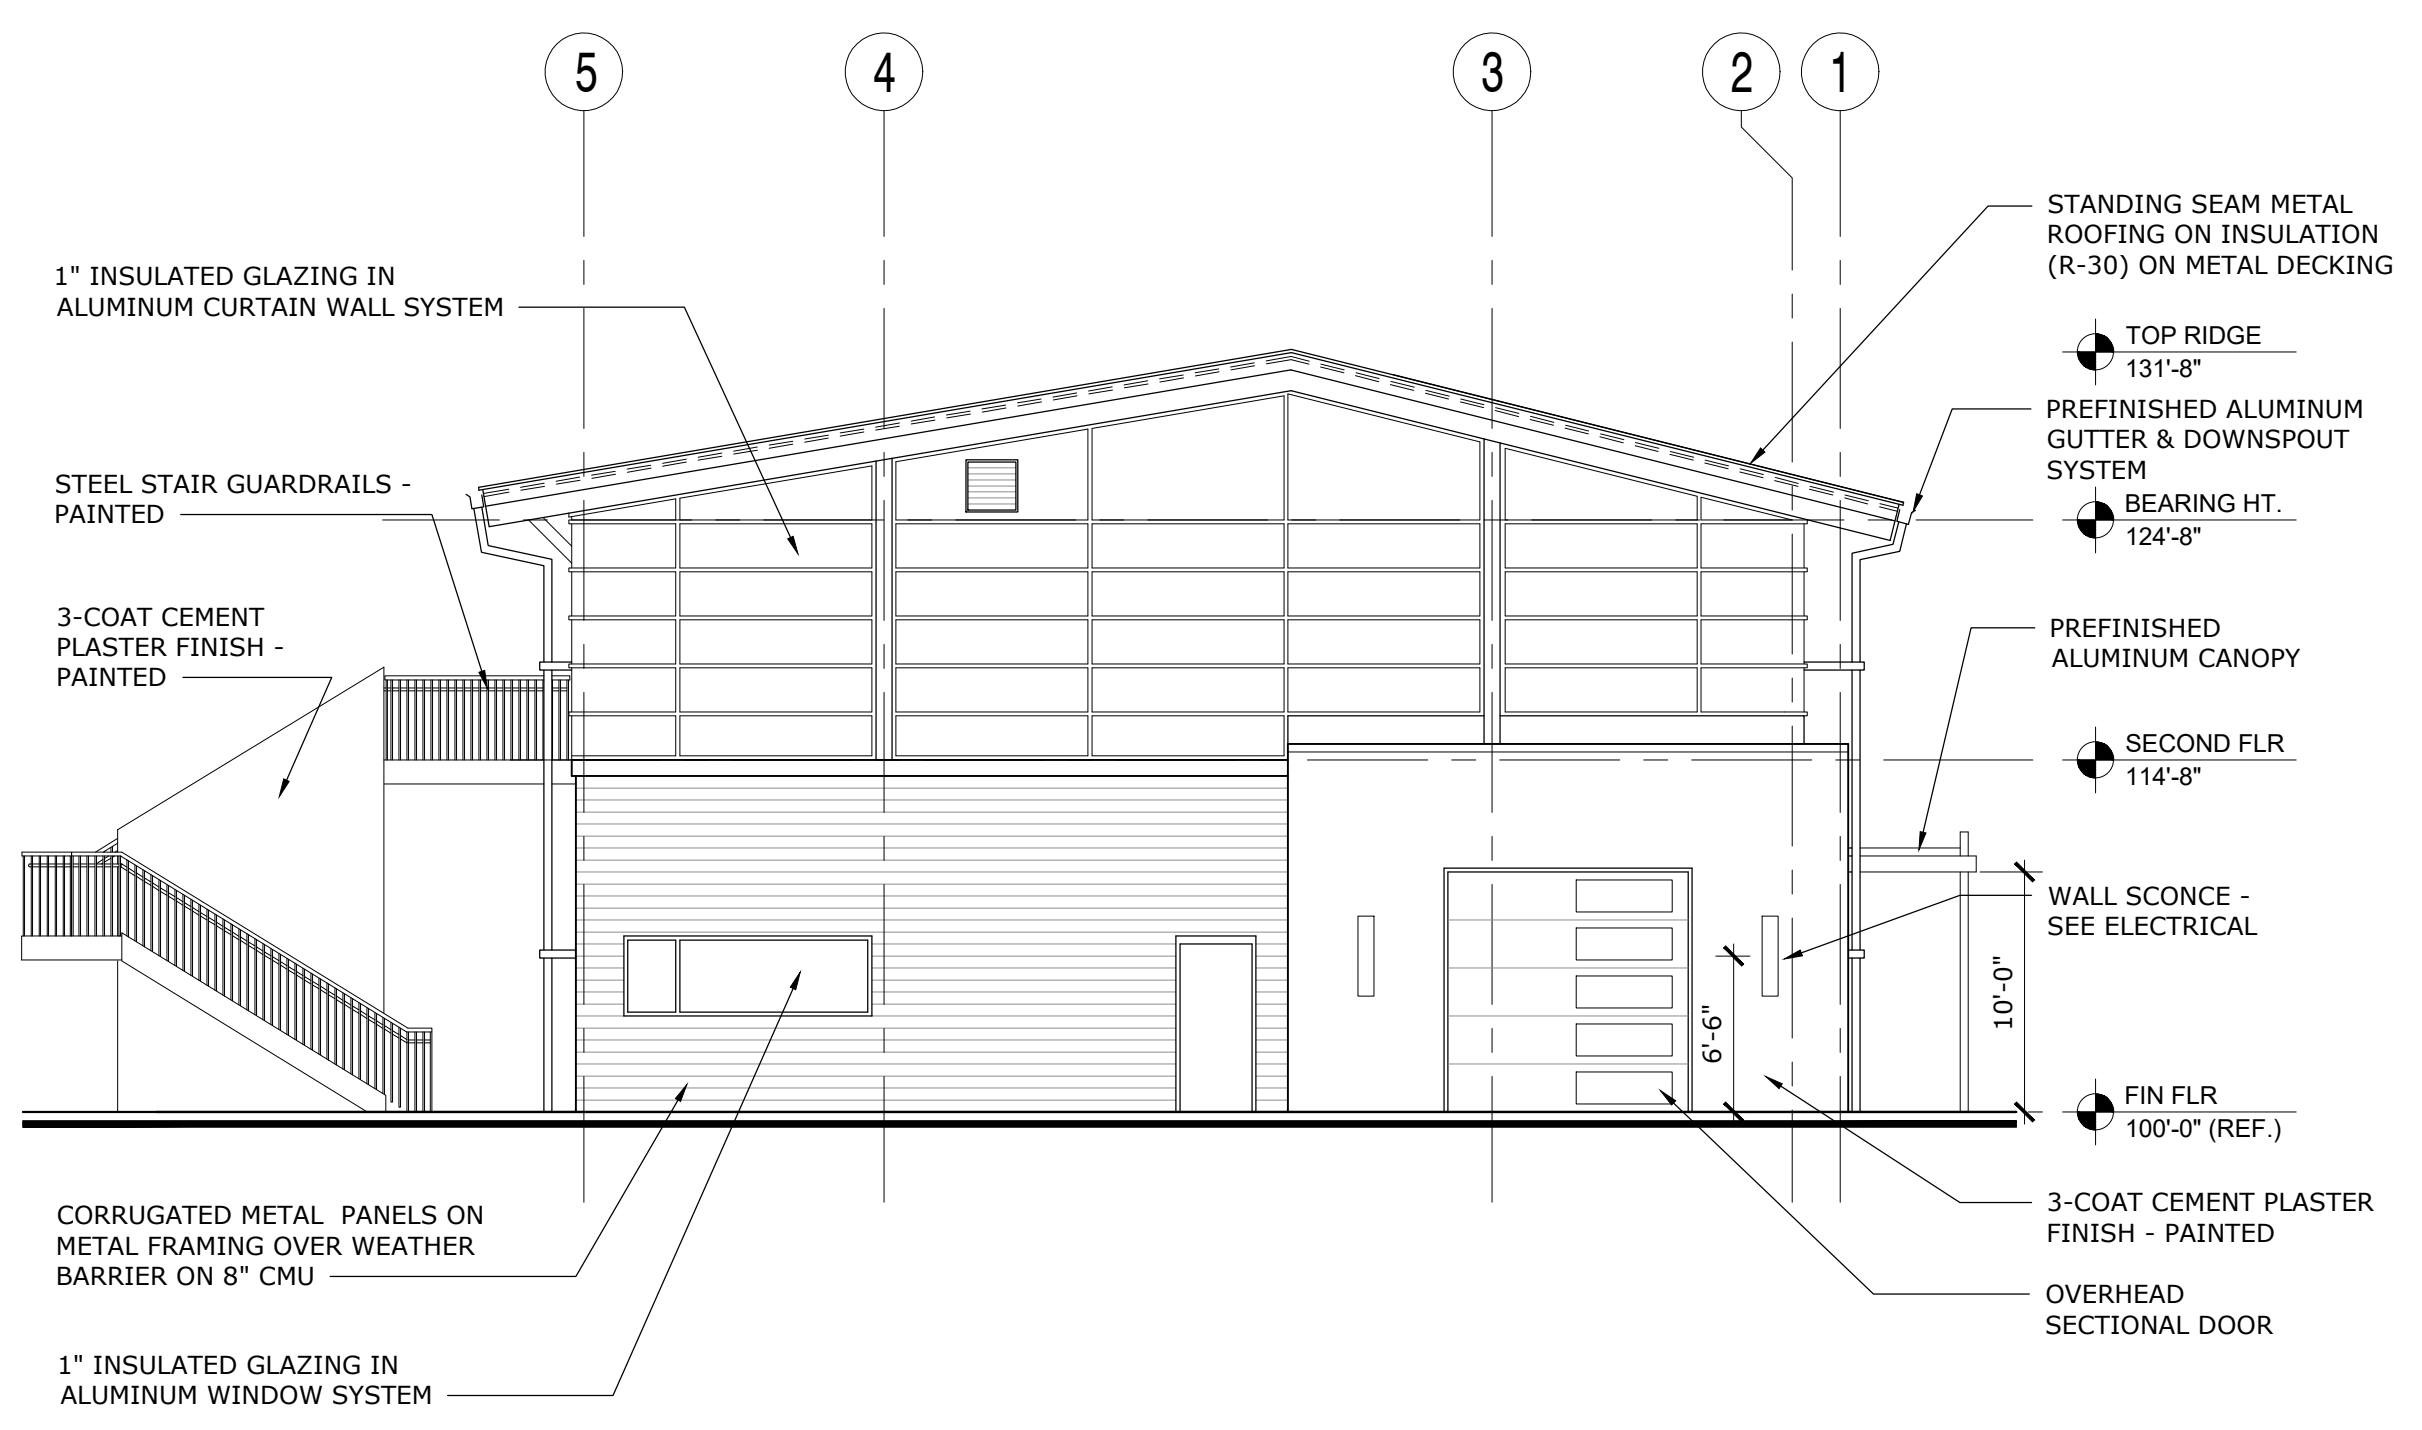 5
4
3
2
1
STANDING SEAM METAL
ROOFING ON INSULATION
(R-30) ON METAL DECKING
1" INSULATED GLAZING IN
ALUMINUM CURTAIN WALL SYSTEM
TOP RIDGE
131'-8"
PREFINISHED ALUMINUM
GUTTER & DOWNSPOUT
SYSTEM
STEEL STAIR GUARDRAILS -
PAINTED
BEARING HT.
124'-8"
3-COAT CEMENT
PLASTER FINISH -
PAINTED
PREFINISHED
ALUMINUM CANOPY
SECOND FLR
114'-8"
WALL SCONCE -
SEE ELECTRICAL
10'-0"
6'-6"
FIN FLR
100'-0" (REF.)
CORRUGATED METAL  PANELS ON
METAL FRAMING OVER WEATHER
BARRIER ON 8" CMU
3-COAT CEMENT PLASTER
FINISH - PAINTED
OVERHEAD
SECTIONAL DOOR
1" INSULATED GLAZING IN
ALUMINUM WINDOW SYSTEM